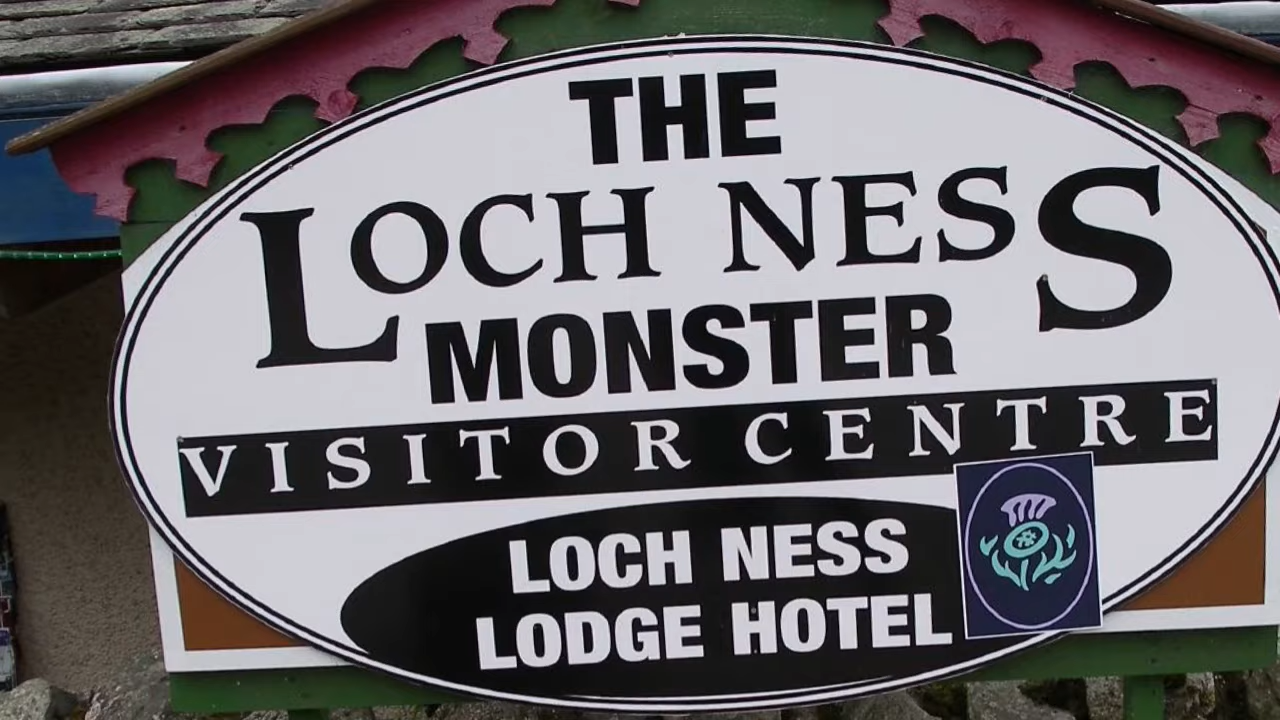 THE
LOCH NESS
MONSTER
VISITOR CENTRE
LOCH NESS
LODGE HOTEL